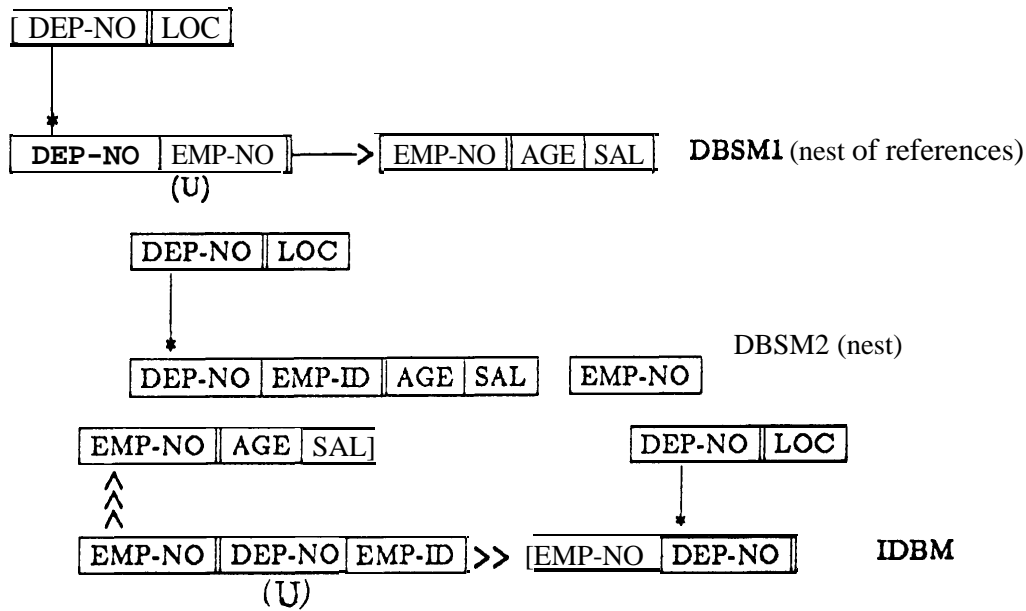 [ DEP-NO LOC
DEP-NO EMP-NO EMP-NO AGE SAL DBSM1 (nest of references)
(U)
DEP-NO LOC
DBSM2 (nest)
DEP-NO EMP-ID AGE SAL EMP-NO
EMP-NO AGE SAL] DEP-NO LOC
EMP-NO DEP-NO EMP-ID >> [EMP-NO DEP-NO IDBM
(U)